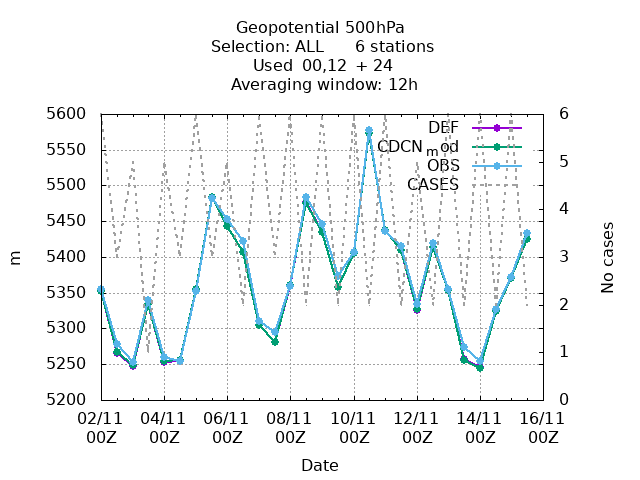 Geopotential 500hPa
Selection: ALL 6 stations
Used 00,12 + 24
Averaging window: 12h
5600
5550
5500
5450
5400
5350
5300
5250
5200
m
6
5
4
3
2
1
0
No cases
DEF
CDCN_mod
OBS
CASES
02/11 04/11 06/11 08/11 10/11 12/11 14/11 16/11
00Z 00Z 00Z 00Z 00Z 00Z 00Z 00Z
Date